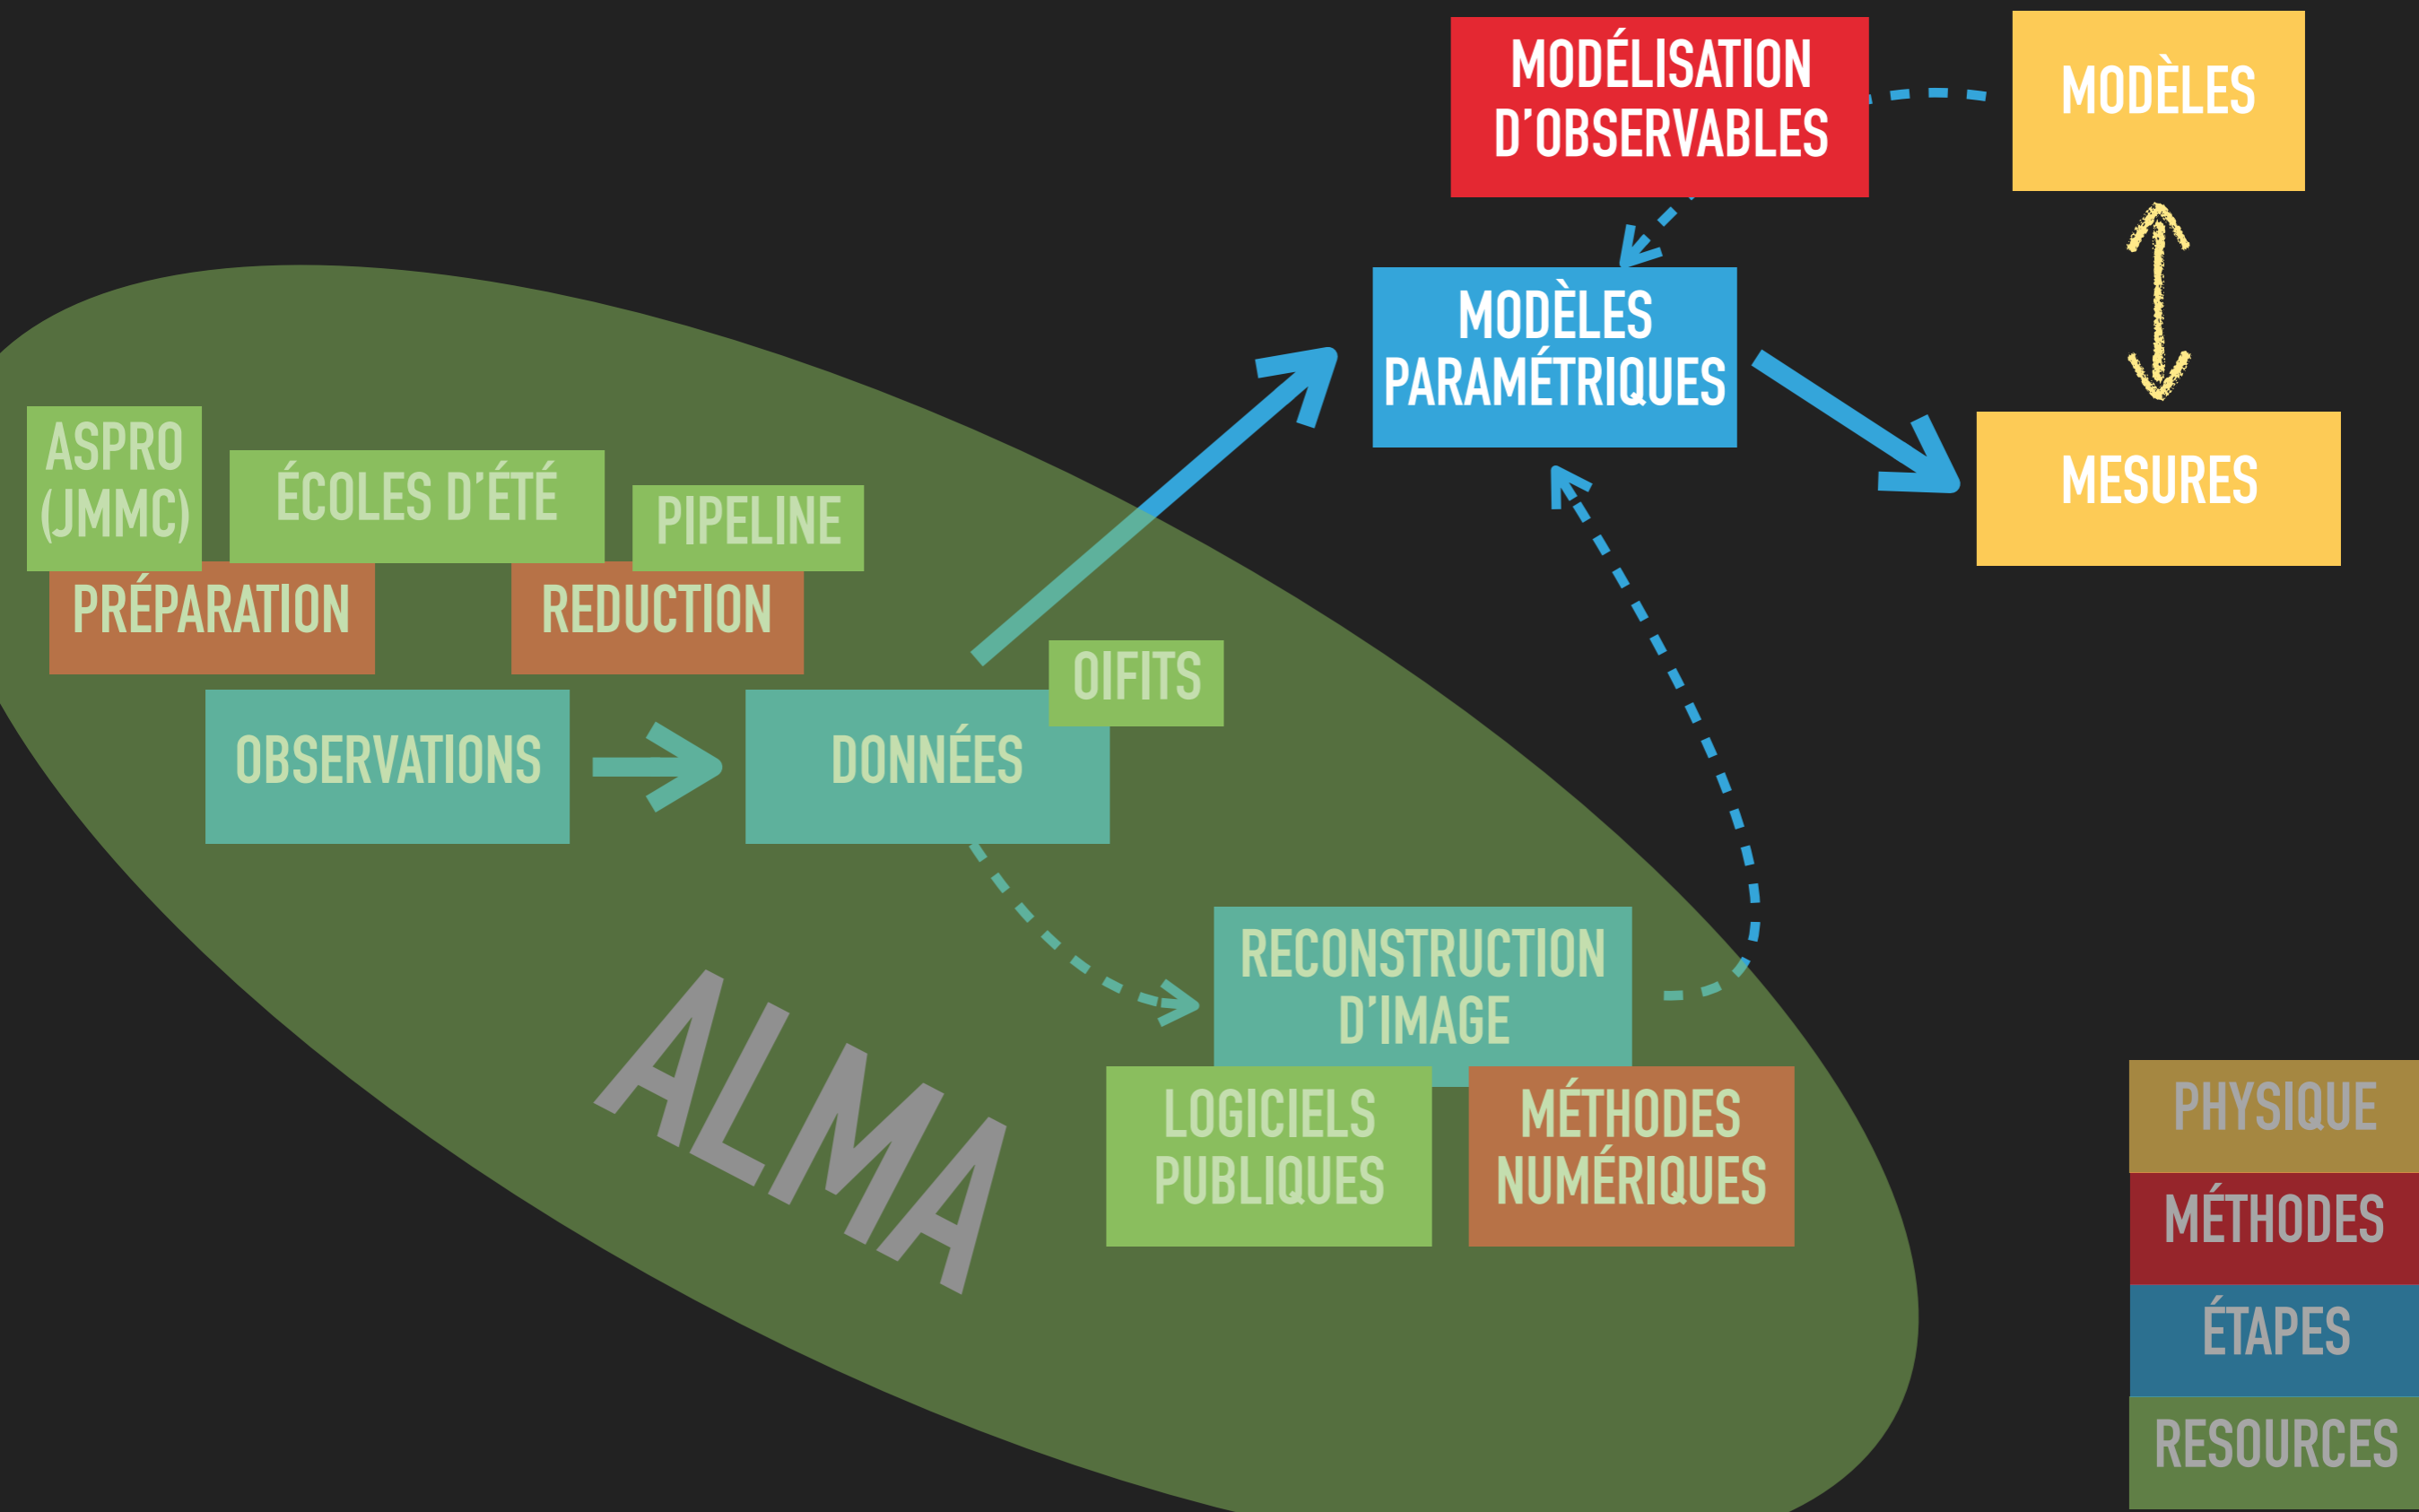 MODÉLISATION
D'OBSERVABLES
MODÈLES
MODÈLES
PARAMÉTRIQUES
MESURES
ASPRO
(JMMC)
ÉCOLES D'ÉTÉ
PIPELINE
PRÉPARATION
REDUCTION
OIFITS
OBSERVATIONS
DONNÉES
RECONSTRUCTION
D'IMAGE
LOGICIELS
PUBLIQUES
MÉTHODES
NUMÉRIQUES
ALMA
PHYSIQUE
MÉTHODES
ÉTAPES
RESOURCES